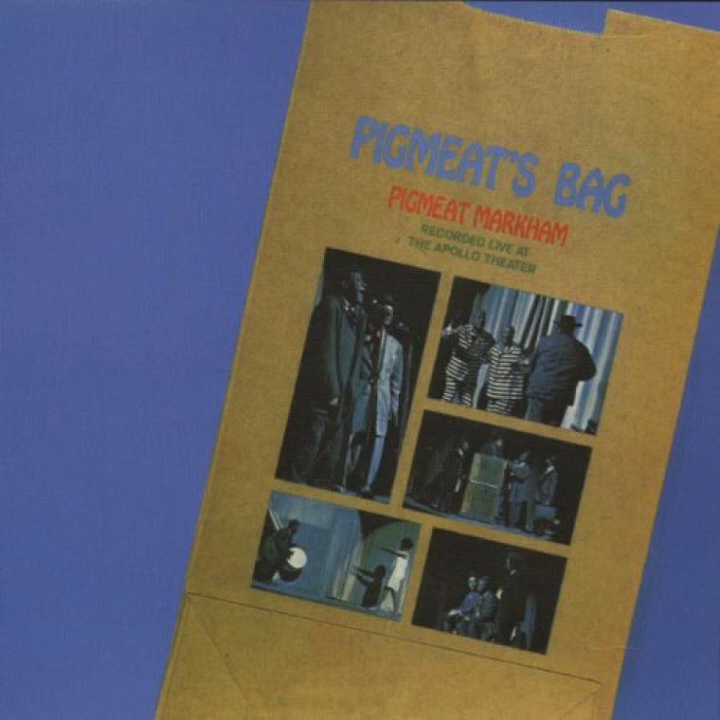 PIGMEAT'S BAG
PIGMEAT MARKHAM
RECORDED LIVE AT
THE APOLLO THEATER